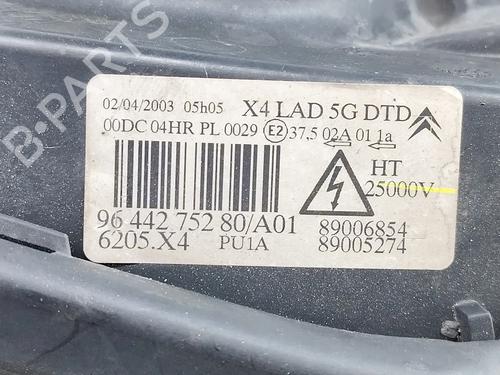 B-PARTS
02/04/2003 05h05 X4 LAD 5G DTD
00DC 04HR PL 0029 E2 37,5 02A 01 1a
HT
25000V
96 442 752 80/A01 89006854
6205.X4 PU1A 89005274